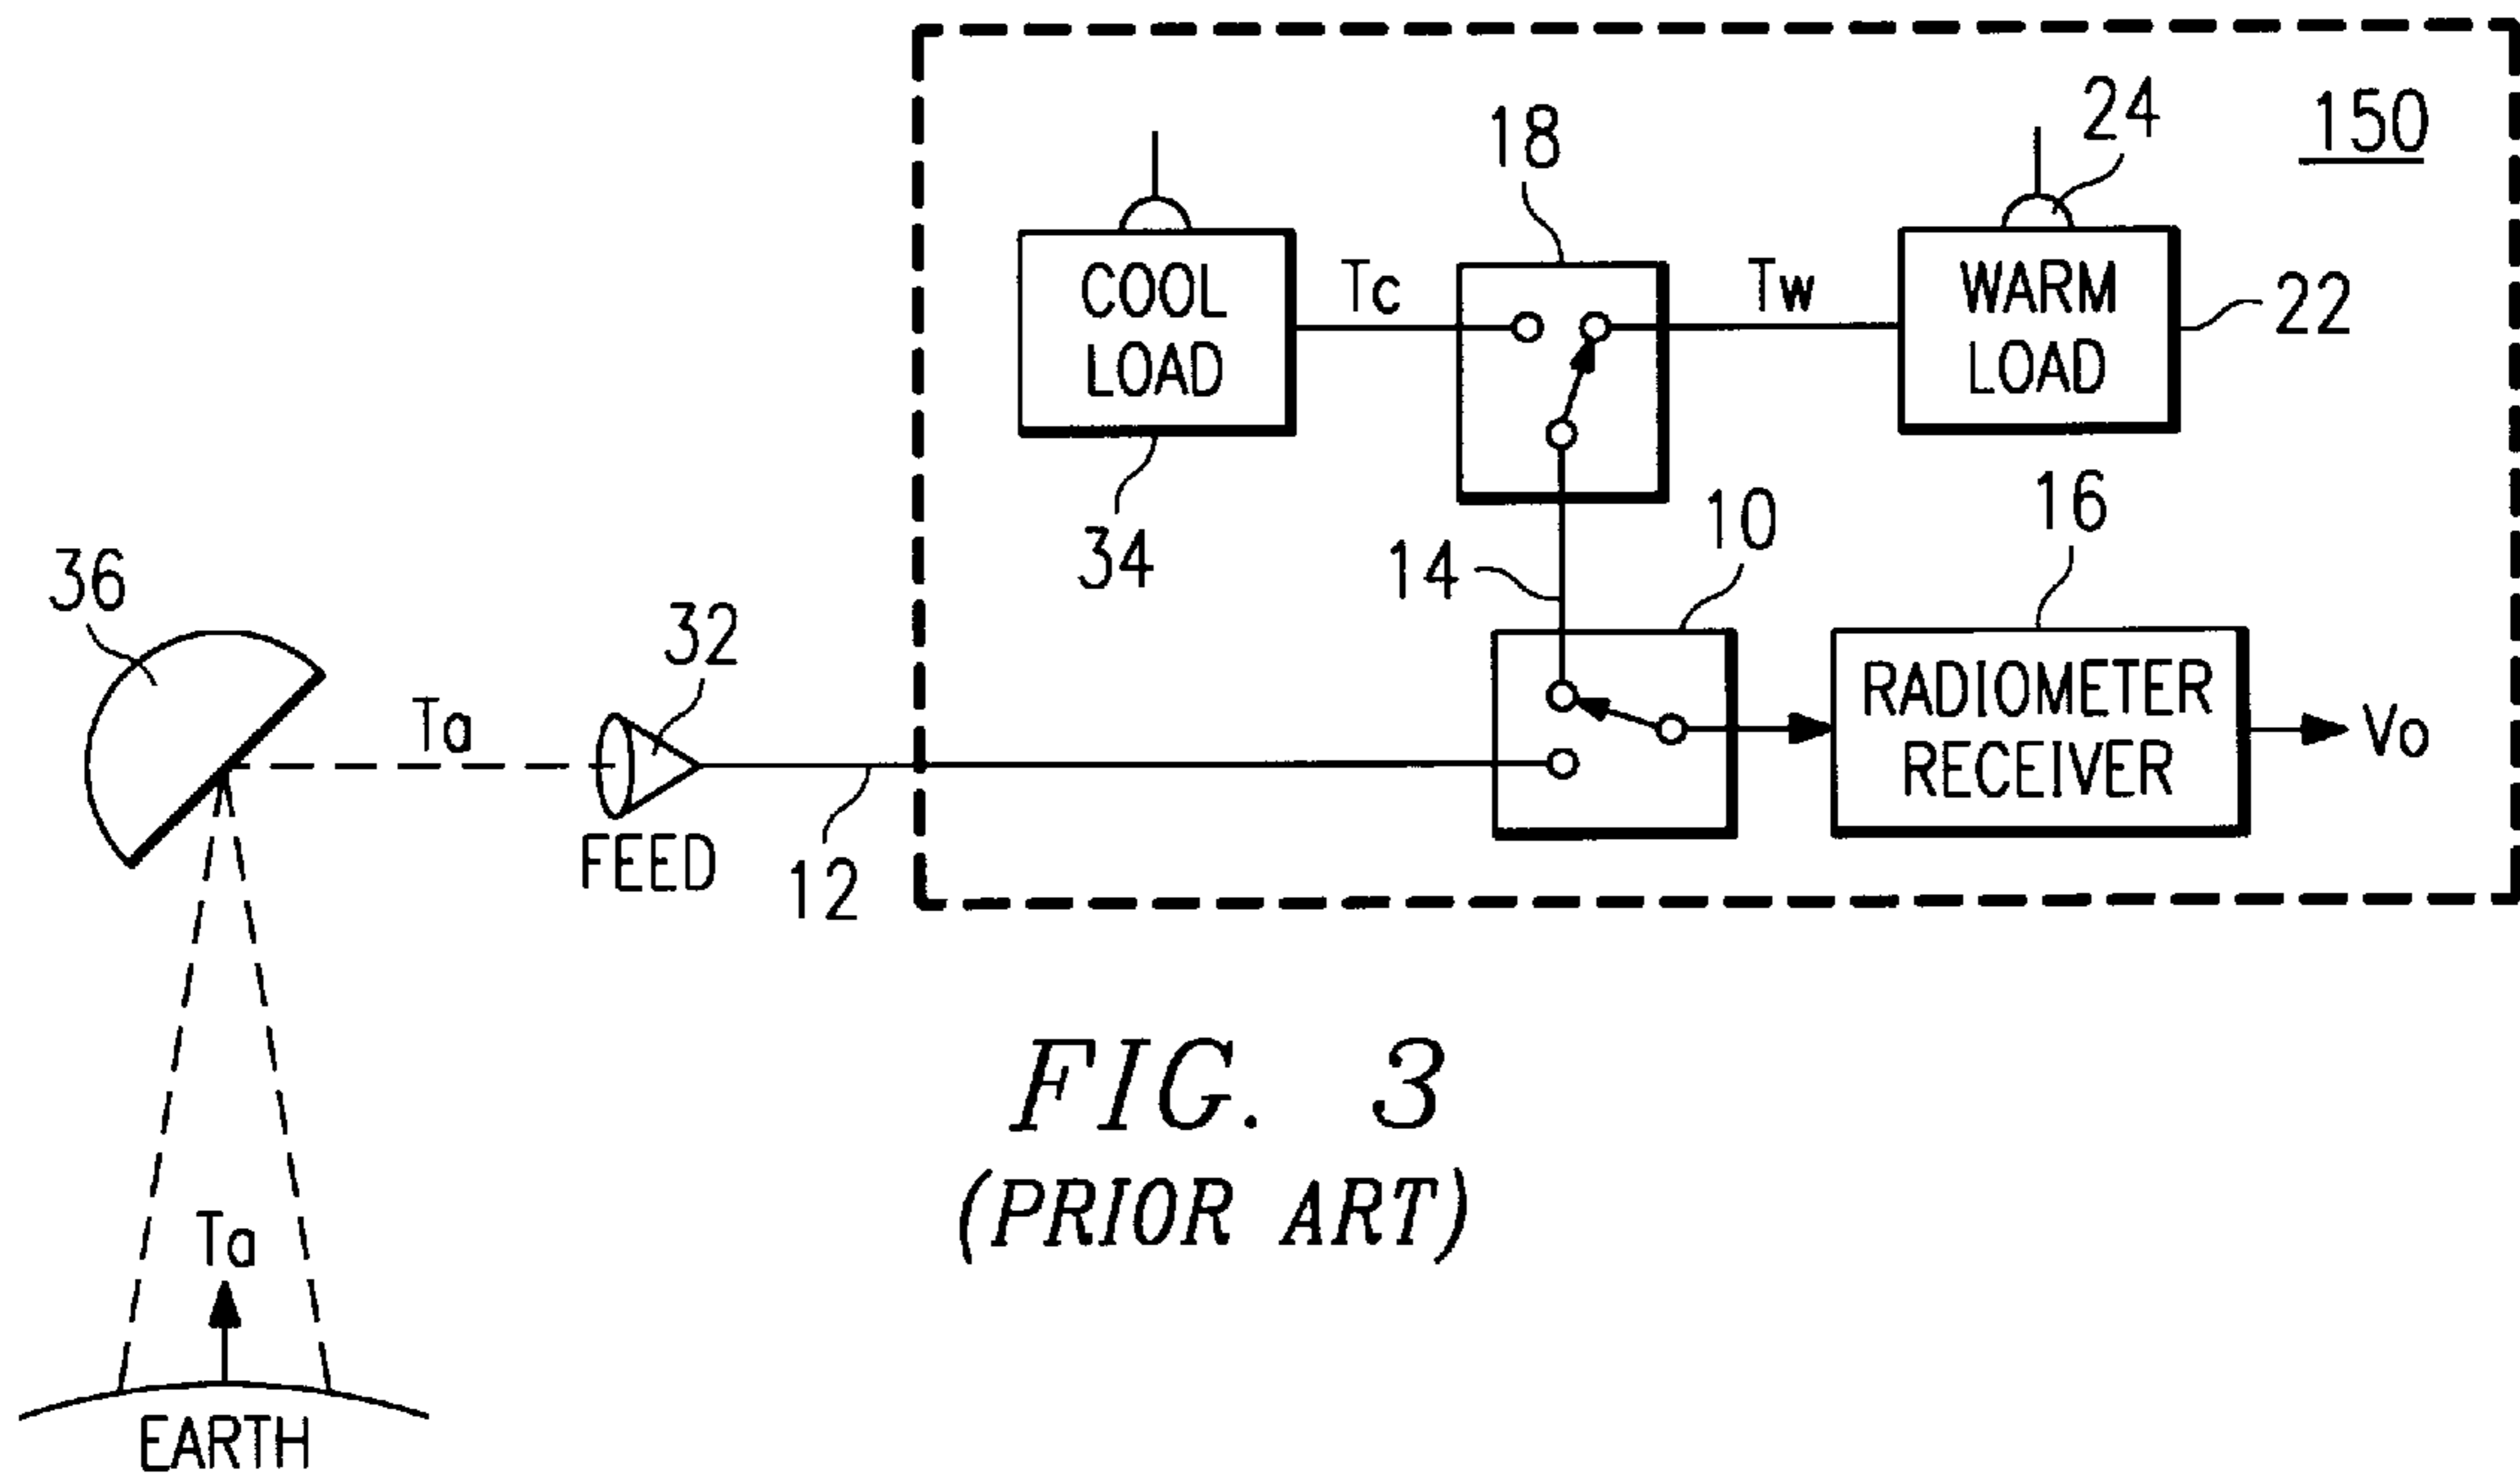 24
150
18
COOL
LOAD
Tc
Tw
WARM
LOAD
22
34
14
10
16
36
32
Ta
RADIOMETER
RECEIVER
Vo
FEED
12
FIG. 3
(PRIOR ART)
Ta
EARTH